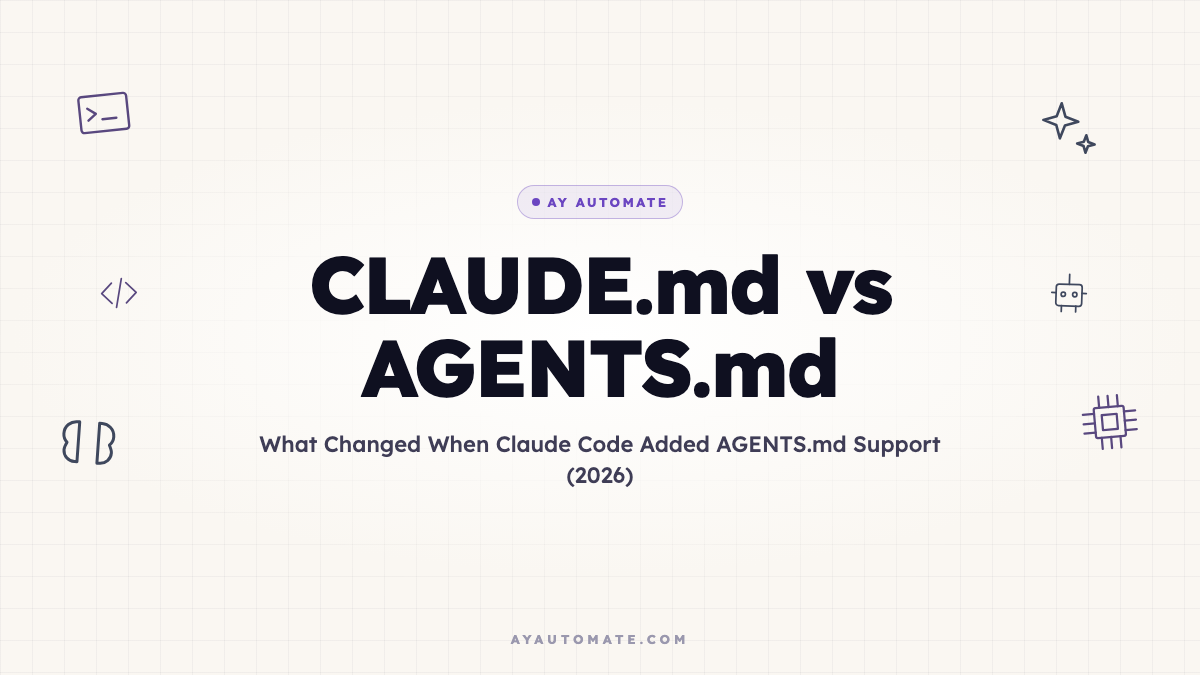 AY AUTOMATE
CLAUDE.md vs
AGENTS.md
What Changed When Claude Code Added AGENTS.md Support
(2026)
AYAUTOMATE.COM